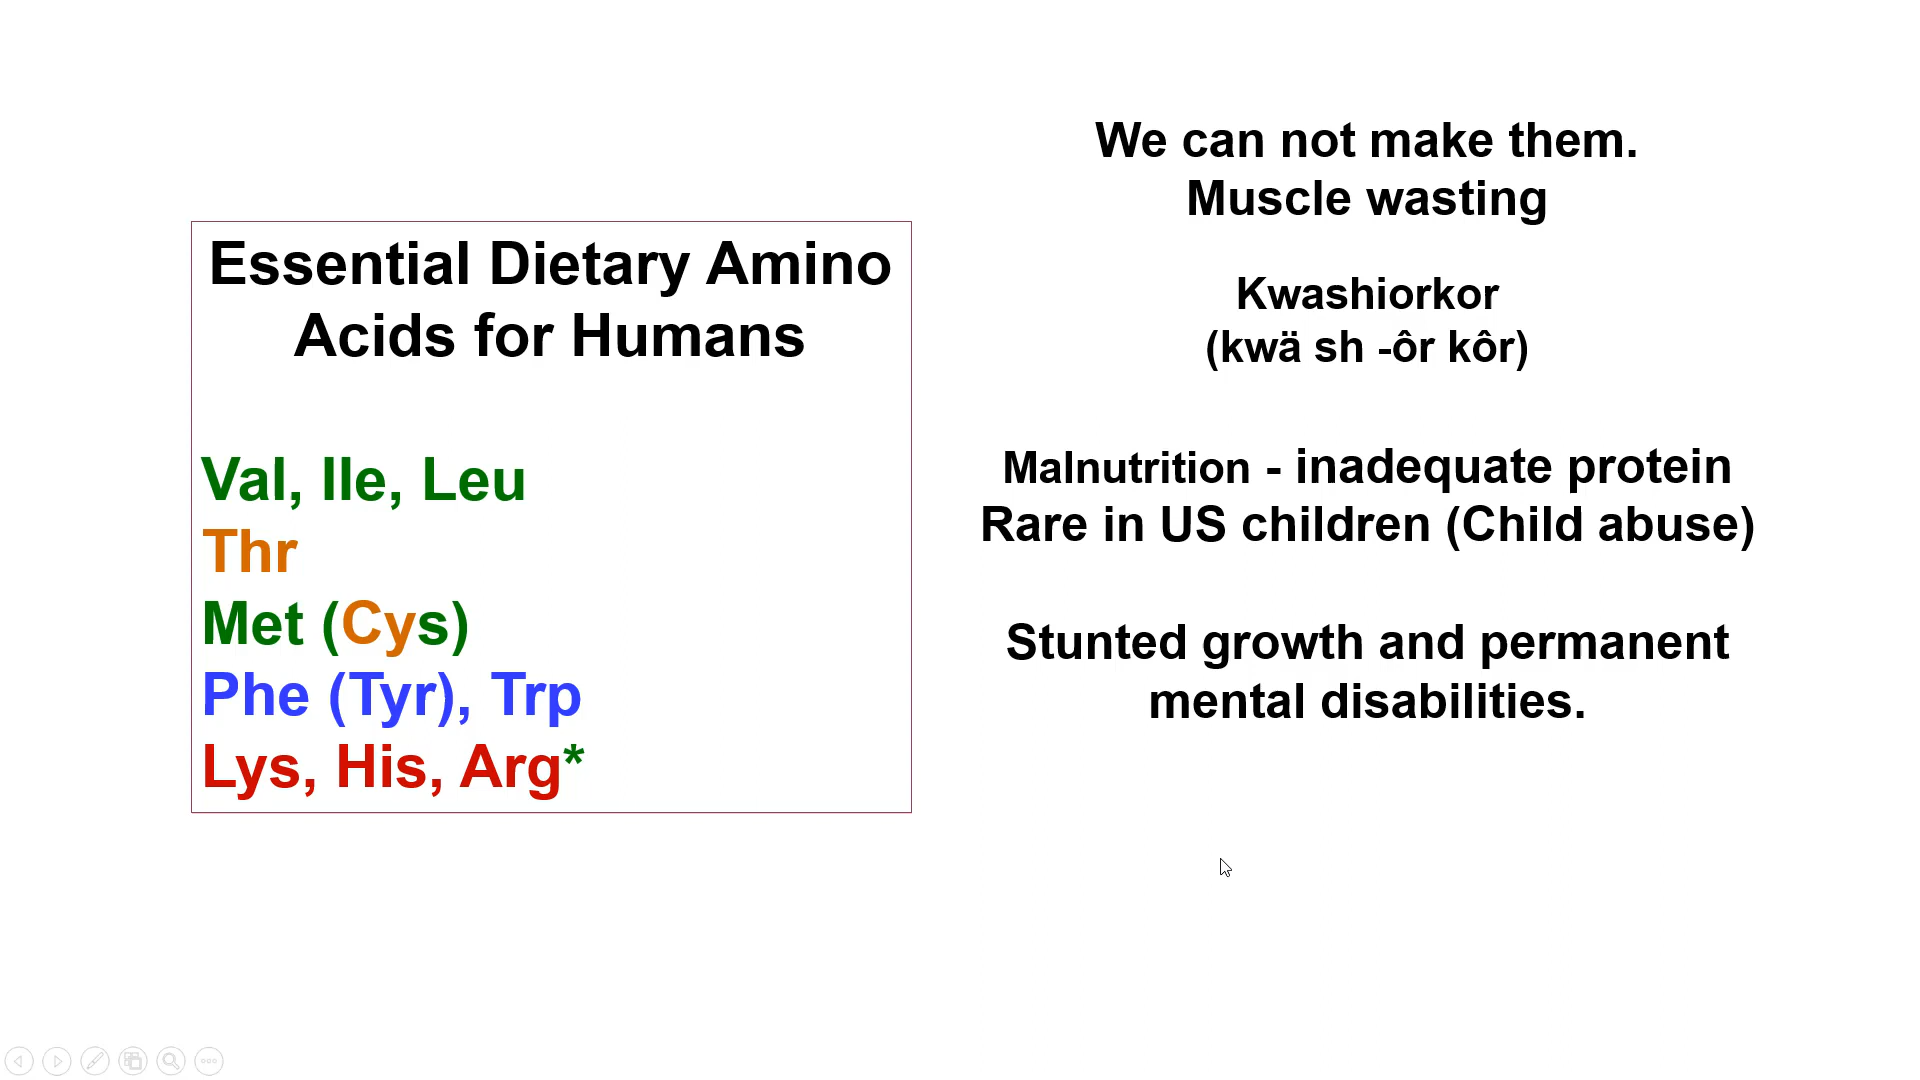 Essential Dietary Amino
Acids for Humans
Val, Ile, Leu
Thr
Met (Cys)
Phe (Tyr), Trp
Lys, His, Arg*
We can not make them.
Muscle wasting
Kwashiorkor
(kwä sh -ôr kôr)
Malnutrition - inadequate protein
Rare in US children (Child abuse)
Stunted growth and permanent
mental disabilities.